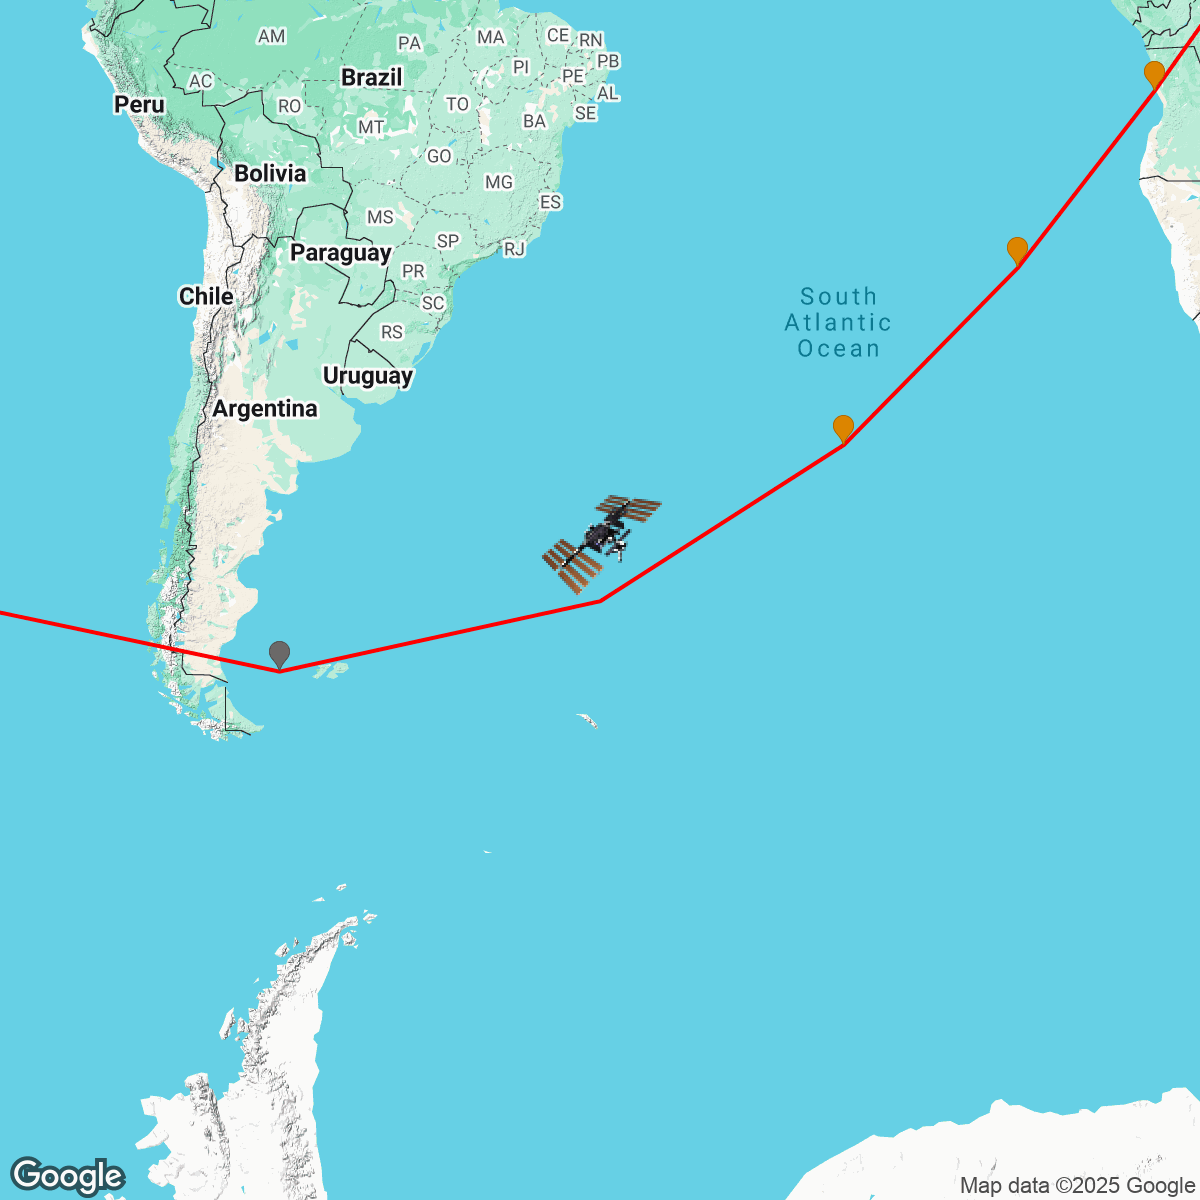 AM
PA
MA
CE
RN
PI
PB
PE
AC
Brazil
AL
Peru
RO
TO
SE
MT
BA
GO
Bolivia
MG
ES
MS
SP
RJ
Paraguay
PR
Chile
SC
South
Atlantic
Ocean
RS
Uruguay
Argentina
Google
Map data ©2025 Google